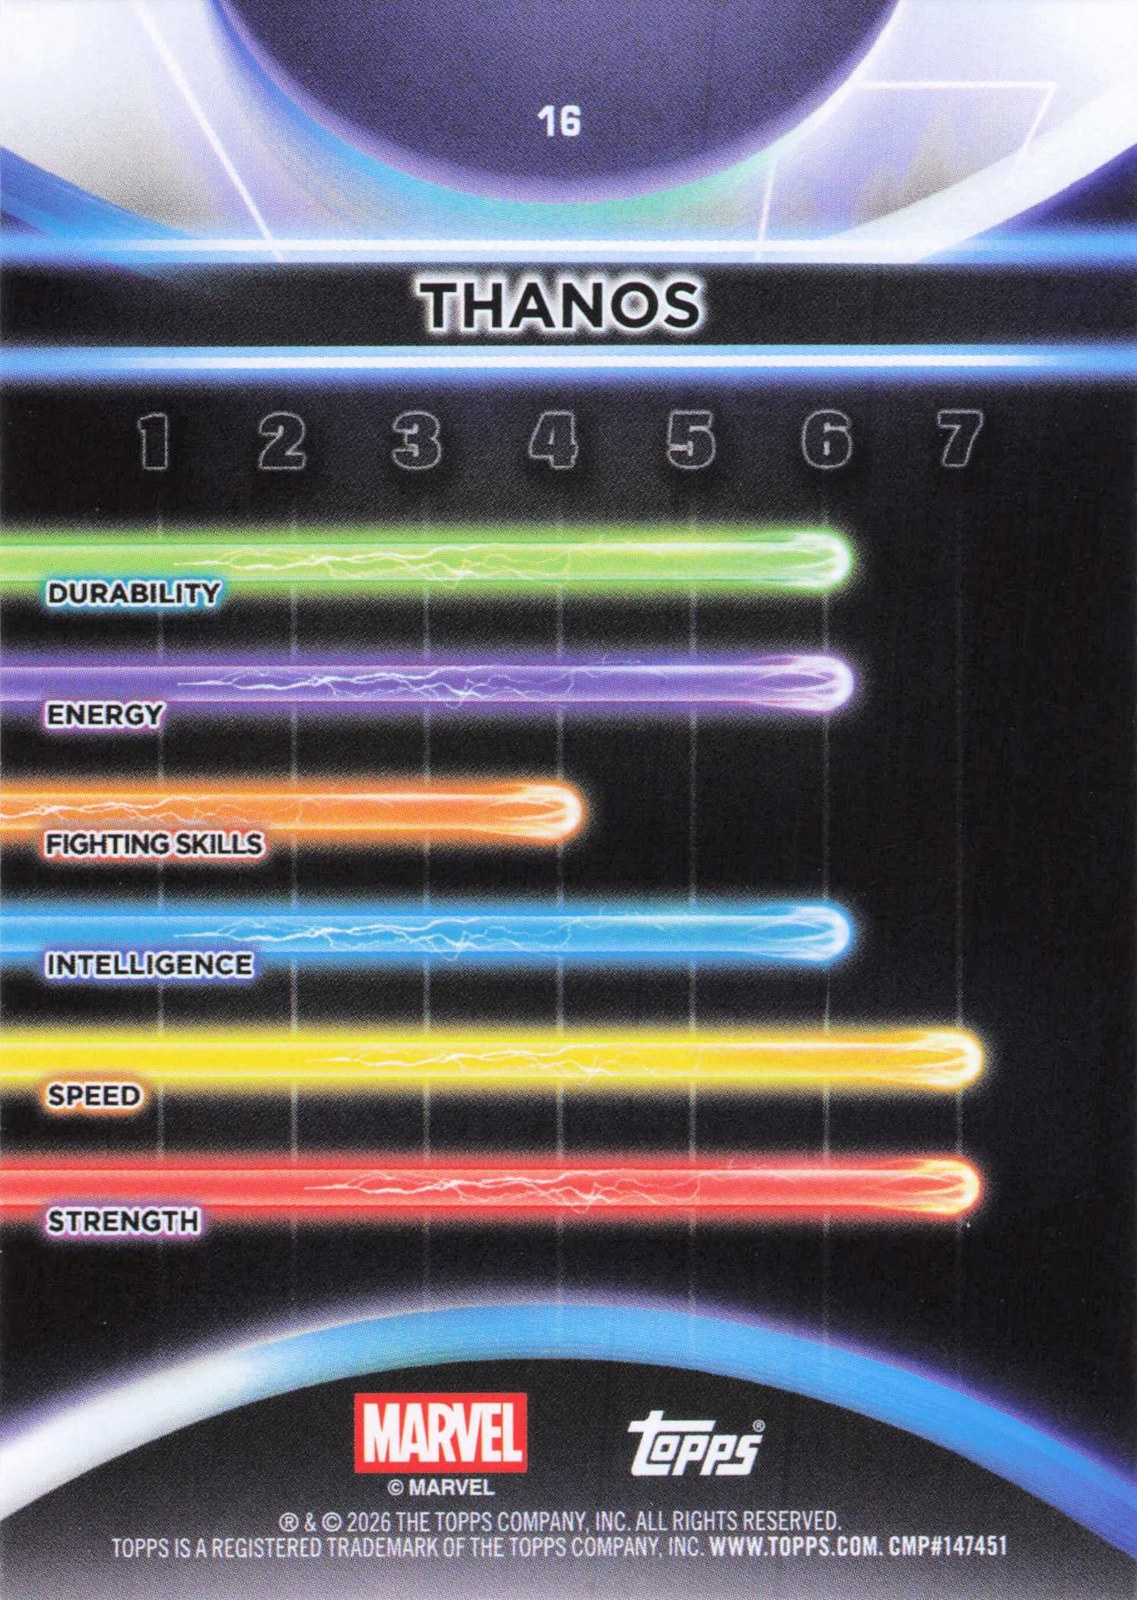 16
THANOS
1 2 3 4 5 6 7
DURABILITY
ENERGY
FIGHTING SKILLS
INTELLIGENCE
SPEED
STRENGTH
MARVEL
TOPPS®
© MARVEL
® & © 2026 THE TOPPS COMPANY, INC. ALL RIGHTS RESERVED.
TOPPS IS A REGISTERED TRADEMARK OF THE TOPPS COMPANY, INC. WWW.TOPPS.COM. CMP#147451